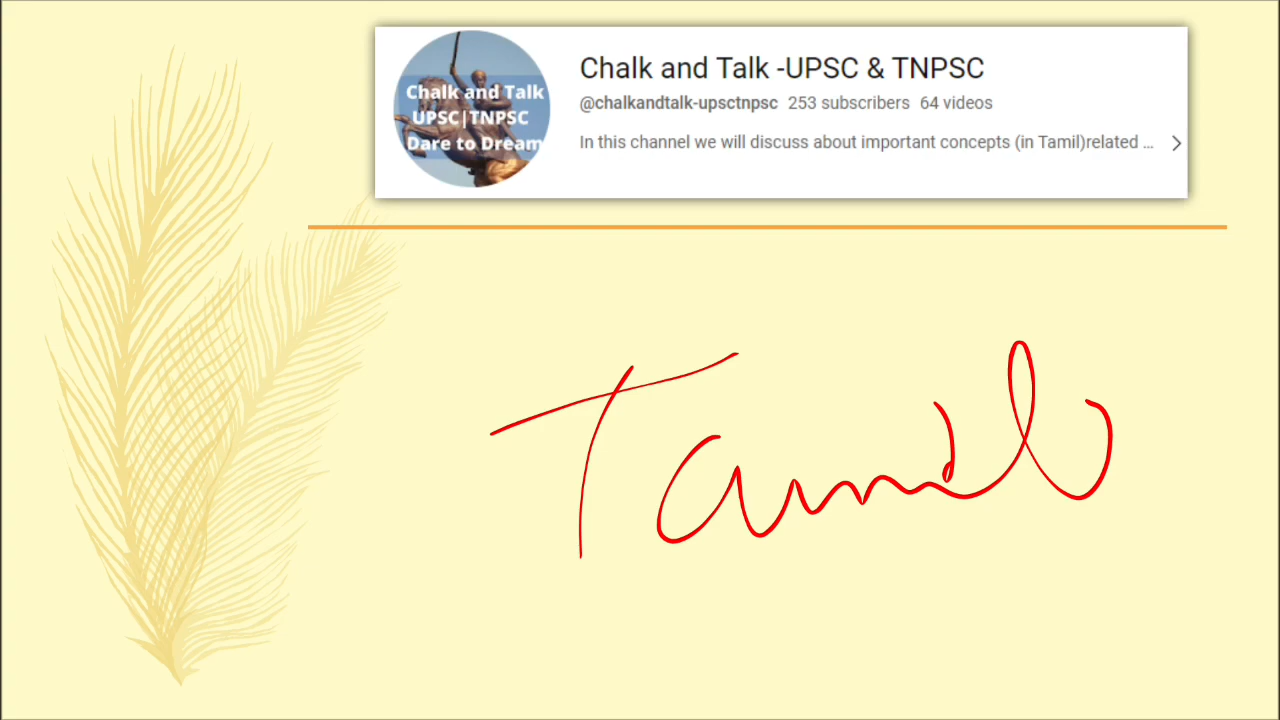 Chalk and Talk
UPSC|TNPSC
Dare to Dream
Chalk and Talk -UPSC & TNPSC
@chalkandtalk-upsctnpsc 253 subscribers 64 videos
In this channel we will discuss about important concepts (in Tamil)related ...
Tamil